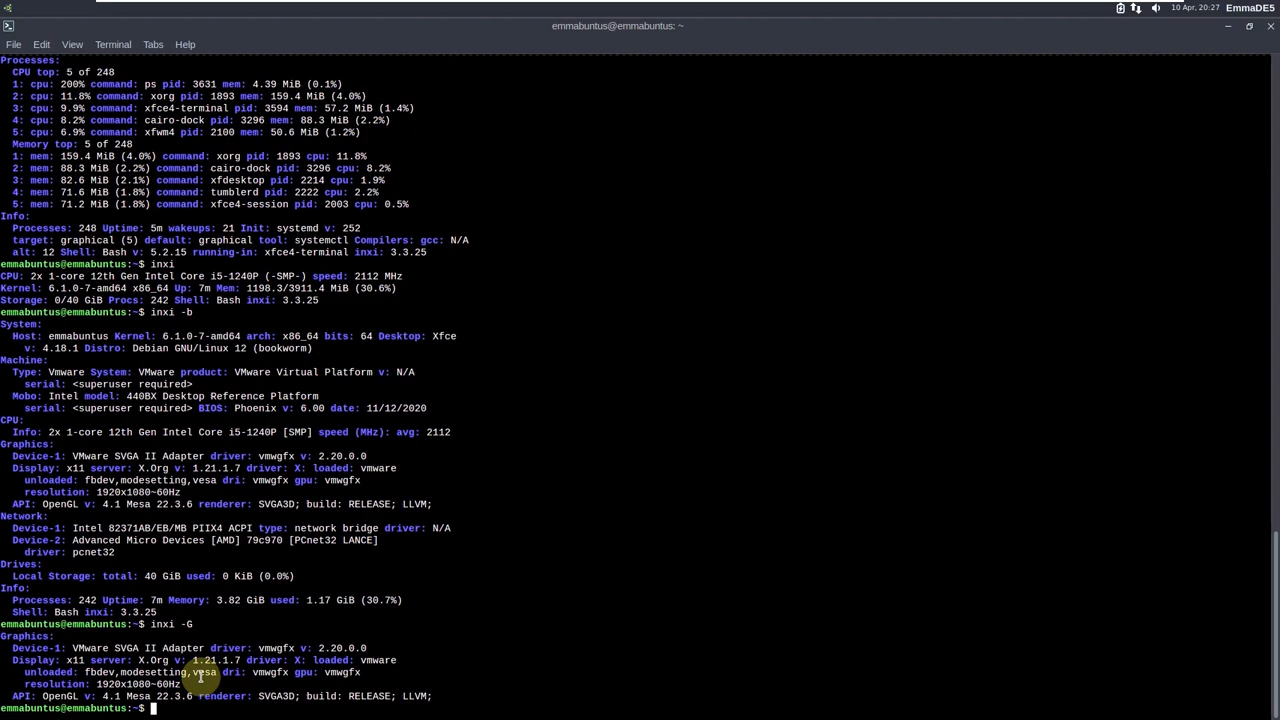 10 Apr, 20:27 EmmaDE5
emmabuntus@emmabuntus: ~
File Edit View Terminal Tabs Help
Processes:
CPU top: 5 of 248
1: cpu: 200% command: ps pid: 3631 mem: 4.39 MiB (0.1%)
2: cpu: 11.8% command: xorg pid: 1893 mem: 159.4 MiB (4.0%)
3: cpu: 9.9% command: xfce4-terminal pid: 3594 mem: 57.2 MiB (1.4%)
4: cpu: 8.2% command: cairo-dock pid: 3296 mem: 88.3 MiB (2.2%)
5: cpu: 6.9% command: xfwm4 pid: 2100 mem: 50.6 MiB (1.2%)
Memory top: 5 of 248
1: mem: 159.4 MiB (4.0%) command: xorg pid: 1893 cpu: 11.8%
2: mem: 88.3 MiB (2.2%) command: cairo-dock pid: 3296 cpu: 8.2%
3: mem: 82.6 MiB (2.1%) command: xfdesktop pid: 2214 cpu: 1.9%
4: mem: 71.6 MiB (1.8%) command: tumblerd pid: 2222 cpu: 2.2%
5: mem: 71.2 MiB (1.8%) command: xfce4-session pid: 2003 cpu: 0.5%
Info:
Processes: 248 Uptime: 5m wakeups: 21 Init: systemd v: 252
target: graphical (5) default: graphical tool: systemctl Compilers: gcc: N/A
alt: 12 Shell: Bash v: 5.2.15 running-in: xfce4-terminal inxi: 3.3.25
emmabuntus@emmabuntus:~$ inxi
CPU: 2x 1-core 12th Gen Intel Core i5-1240P (-SMP-) speed: 2112 MHz
Kernel: 6.1.0-7-amd64 x86_64 Up: 7m Mem: 1198.3/3911.4 MiB (30.6%)
Storage: 0/40 GiB Procs: 242 Shell: Bash inxi: 3.3.25
emmabuntus@emmabuntus:~$ inxi -b
System:
Host: emmabuntus Kernel: 6.1.0-7-amd64 arch: x86_64 bits: 64 Desktop: Xfce
v: 4.18.1 Distro: Debian GNU/Linux 12 (bookworm)
Machine:
Type: Vmware System: VMware product: VMware Virtual Platform v: N/A
serial: <superuser required>
Mobo: Intel model: 440BX Desktop Reference Platform
serial: <superuser required> BIOS: Phoenix v: 6.00 date: 11/12/2020
CPU:
Info: 2x 1-core 12th Gen Intel Core i5-1240P [SMP] speed (MHz): avg: 2112
Graphics:
Device-1: VMware SVGA II Adapter driver: vmwgfx v: 2.20.0.0
Display: x11 server: X.Org v: 1.21.1.7 driver: X: loaded: vmware
unloaded: fbdev,modesetting,vesa dri: vmwgfx gpu: vmwgfx
resolution: 1920x1080~60Hz
API: OpenGL v: 4.1 Mesa 22.3.6 renderer: SVGA3D; build: RELEASE; LLVM;
Network:
Device-1: Intel 82371AB/EB/MB PIIX4 ACPI type: network bridge driver: N/A
Device-2: Advanced Micro Devices [AMD] 79c970 [PCnet32 LANCE]
driver: pcnet32
Drives:
Local Storage: total: 40 GiB used: 0 KiB (0.0%)
Info:
Processes: 242 Uptime: 7m Memory: 3.82 GiB used: 1.17 GiB (30.7%)
Shell: Bash inxi: 3.3.25
emmabuntus@emmabuntus:~$ inxi -G
Graphics:
Device-1: VMware SVGA II Adapter driver: vmwgfx v: 2.20.0.0
Display: x11 server: X.Org v: 1.21.1.7 driver: X: loaded: vmware
unloaded: fbdev,modesetting,vesa dri: vmwgfx gpu: vmwgfx
resolution: 1920x1080~60Hz
API: OpenGL v: 4.1 Mesa 22.3.6 renderer: SVGA3D; build: RELEASE; LLVM;
emmabuntus@emmabuntus:~$